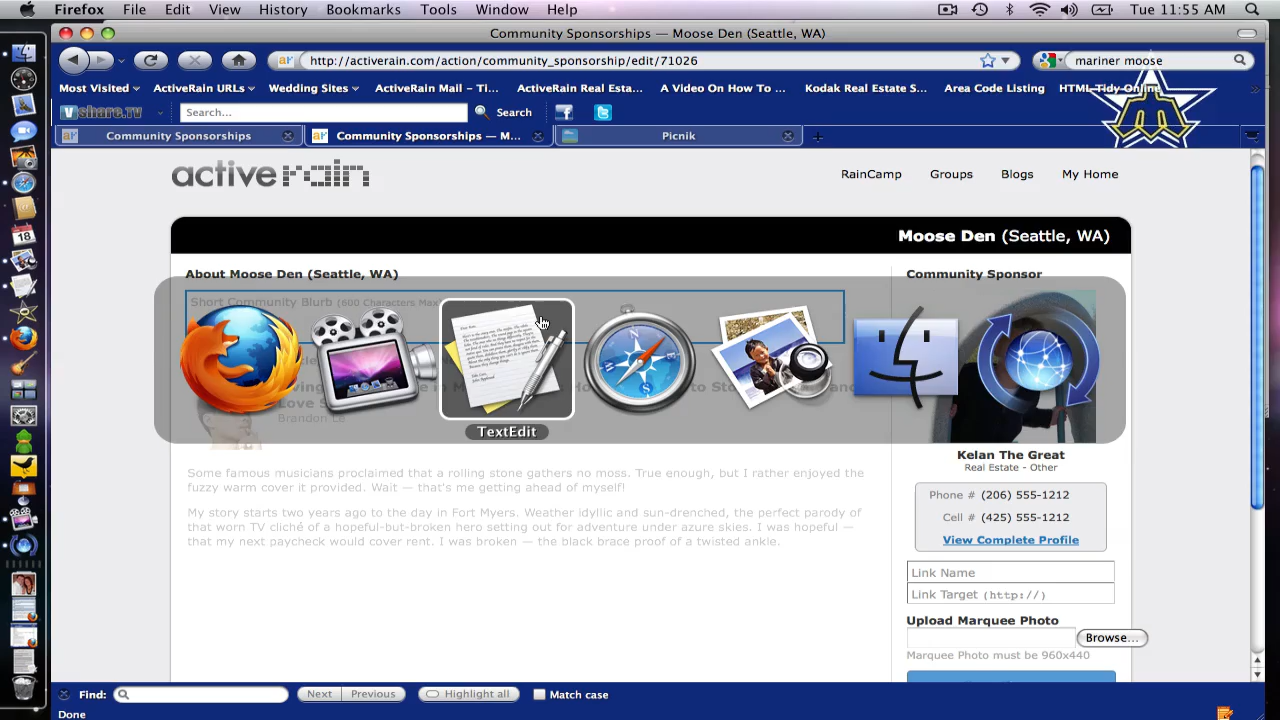 Firefox File Edit View History Bookmarks Tools Window Help Tue 11:55 AM
Community Sponsorships — Moose Den (Seattle, WA)
http://activerain.com/action/community_sponsorship/edit/71026 mariner moose
Most Visited ActiveRain URLs Wedding Sites ActiveRain Mail – Ti... ActiveRain Real Esta... A Video On How To ... Kodak Real Estate S... Area Code Listing HTML-Tidy Online
vshare.tv Search... Search
Community Sponsorships Community Sponsorships — M... Picnik
activerain RainCamp Groups Blogs My Home
Moose Den (Seattle, WA)
About Moose Den (Seattle, WA) Community Sponsor
Short Community Blurb (600 Characters Max
Love S
Brandon Le
TextEdit
Some famous musicians proclaimed that a rolling stone gathers no moss. True enough, but I rather enjoyed the
fuzzy warm cover it provided. Wait — that's me getting ahead of myself!
My story starts two years ago to the day in Fort Myers. Weather idyllic and sun-drenched, the perfect parody of
that worn TV cliché of a hopeful-but-broken hero setting out for adventure under azure skies. I was hopeful —
that my next paycheck would cover rent. I was broken — the black brace proof of a twisted ankle.
Kelan The Great
Real Estate - Other
Phone # (206) 555-1212
Cell # (425) 555-1212
View Complete Profile
Link Name
Link Target (http://)
Upload Marquee Photo
Browse...
Marquee Photo must be 960x440
Find: Next Previous Highlight all Match case
Done